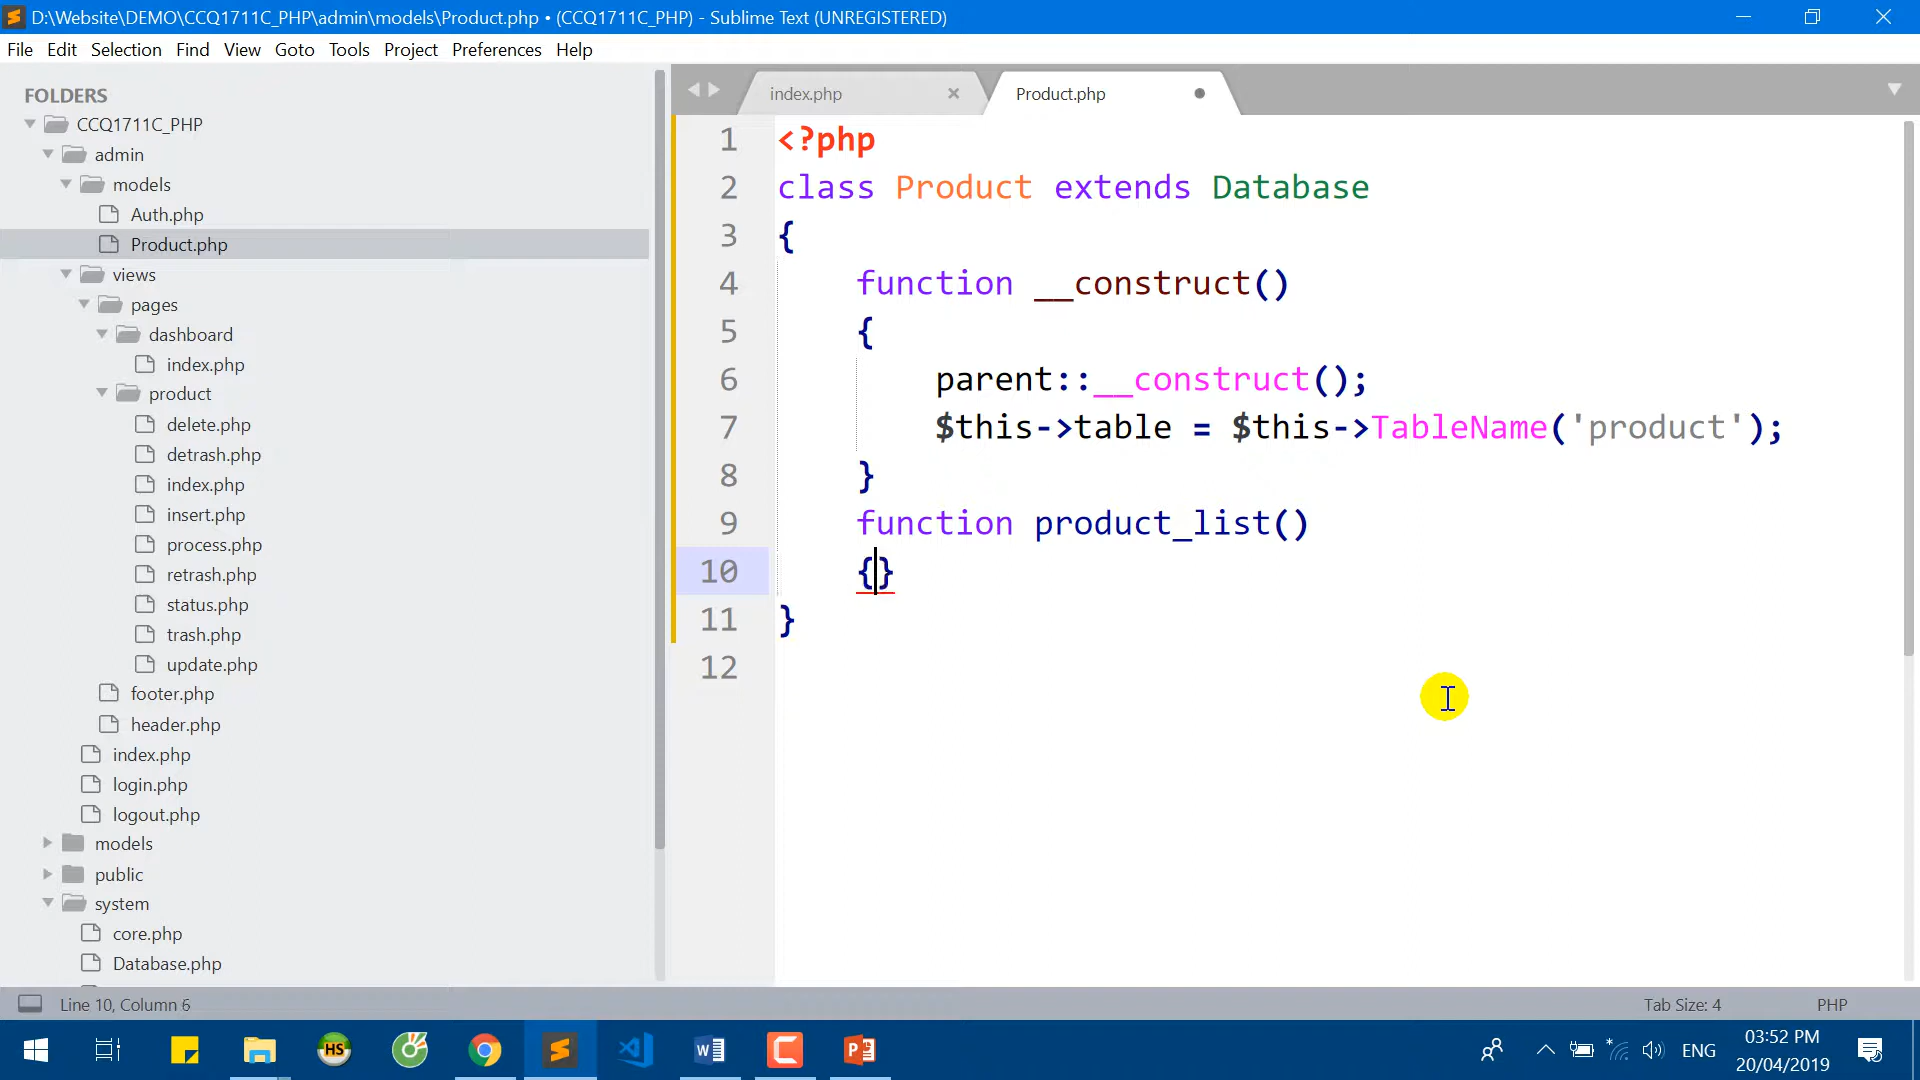 D:\Website\DEMO\CCQ1711C_PHP\admin\models\Product.php • (CCQ1711C_PHP) - Sublime Text (UNREGISTERED)
File Edit Selection Find View Goto Tools Project Preferences Help
FOLDERS
CCQ1711C_PHP
admin
models
Auth.php
Product.php
views
pages
dashboard
index.php
product
delete.php
detrash.php
index.php
insert.php
process.php
retrash.php
status.php
trash.php
update.php
footer.php
header.php
index.php
login.php
logout.php
models
public
system
core.php
Database.php
index.php
Product.php
1 <?php
2 class Product extends Database
3 {
4 function __construct()
5 {
6 parent::__construct();
7 $this->table = $this->TableName('product');
8 }
9 function product_list()
10 {}
11 }
12
Line 10, Column 6
Tab Size: 4
PHP
HS
ENG
03:52 PM
20/04/2019